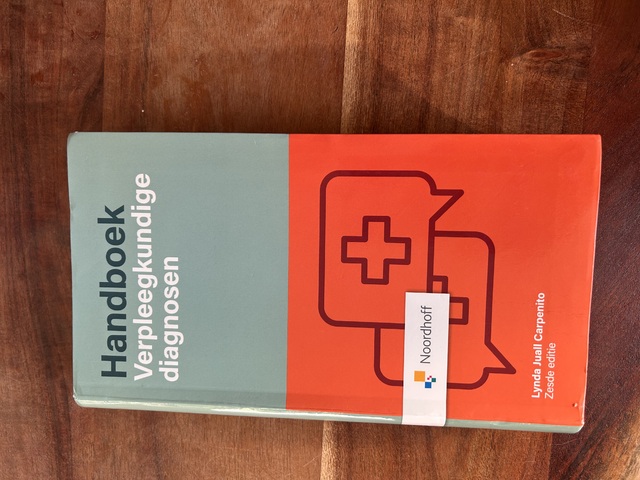 Handboek
Verpleegkundige
diagnosen
Noordhoff
Lynda Juall Carpenito
Zesde editie